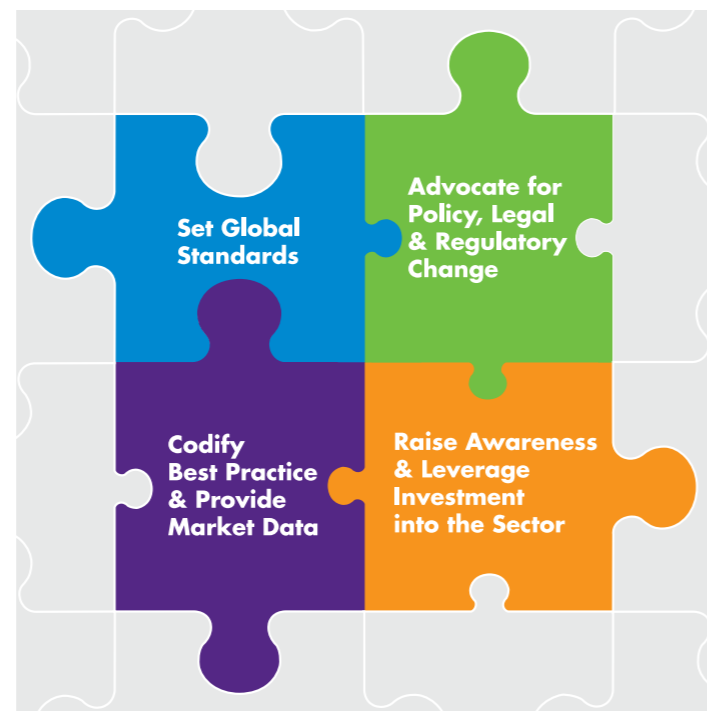 Set Global
Standards
Advocate for
Policy, Legal
& Regulatory
Change
Codify
Best Practice
& Provide
Market Data
Raise Awareness
& Leverage
Investment
into the Sector